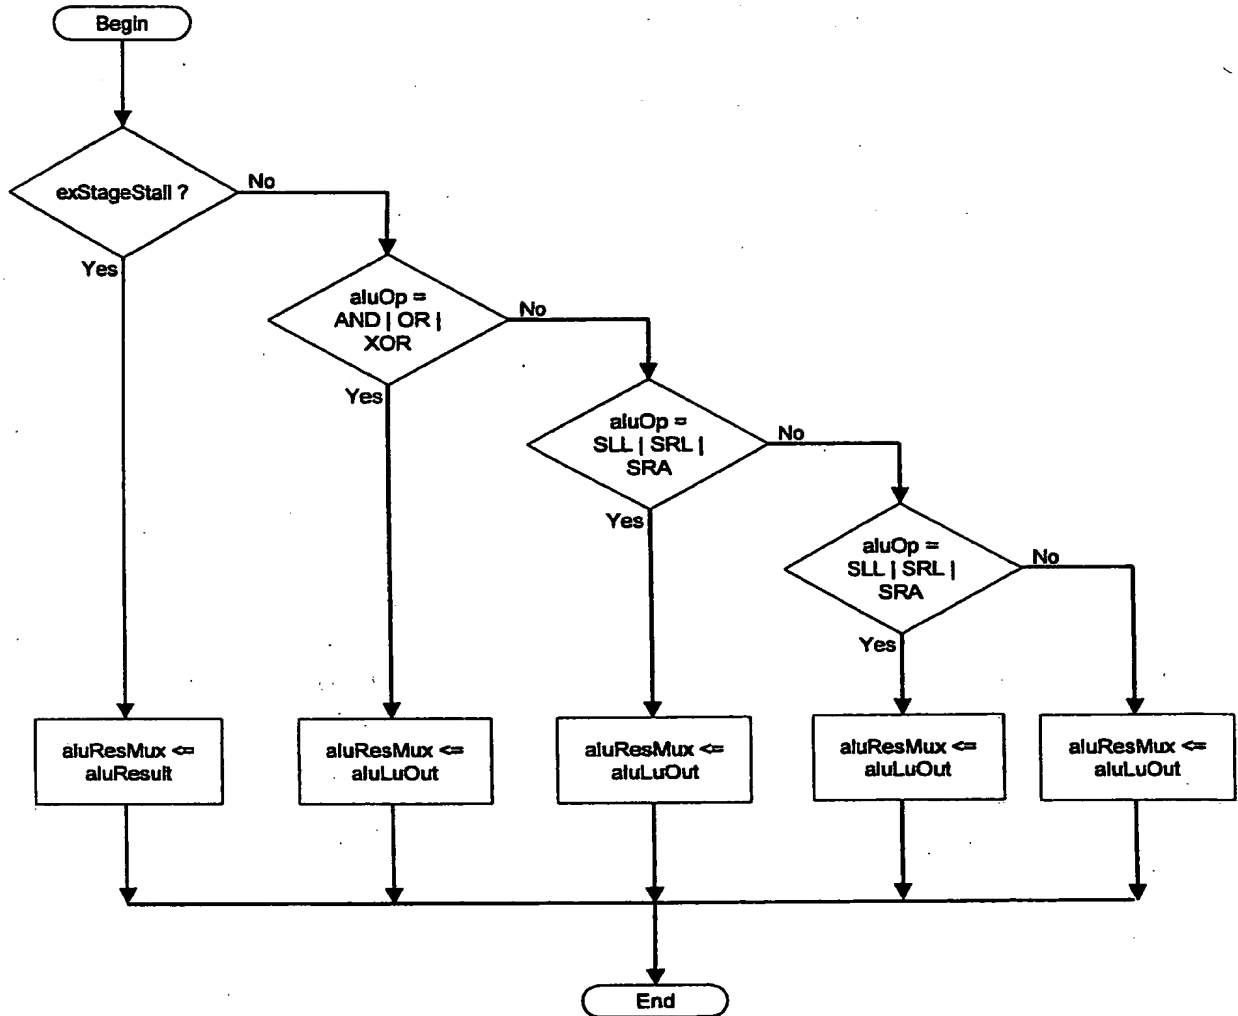 Begin
exStageStall ?
No
Yes
aluOp =
AND | OR |
XOR
No
Yes
aluOp =
SLL | SRL |
SRA
No
Yes
aluOp =
SLL | SRL |
SRA
No
Yes
aluResMux <=
aluResult
aluResMux <=
aluLuOut
aluResMux <=
aluLuOut
aluResMux <=
aluLuOut
aluResMux <=
aluLuOut
End